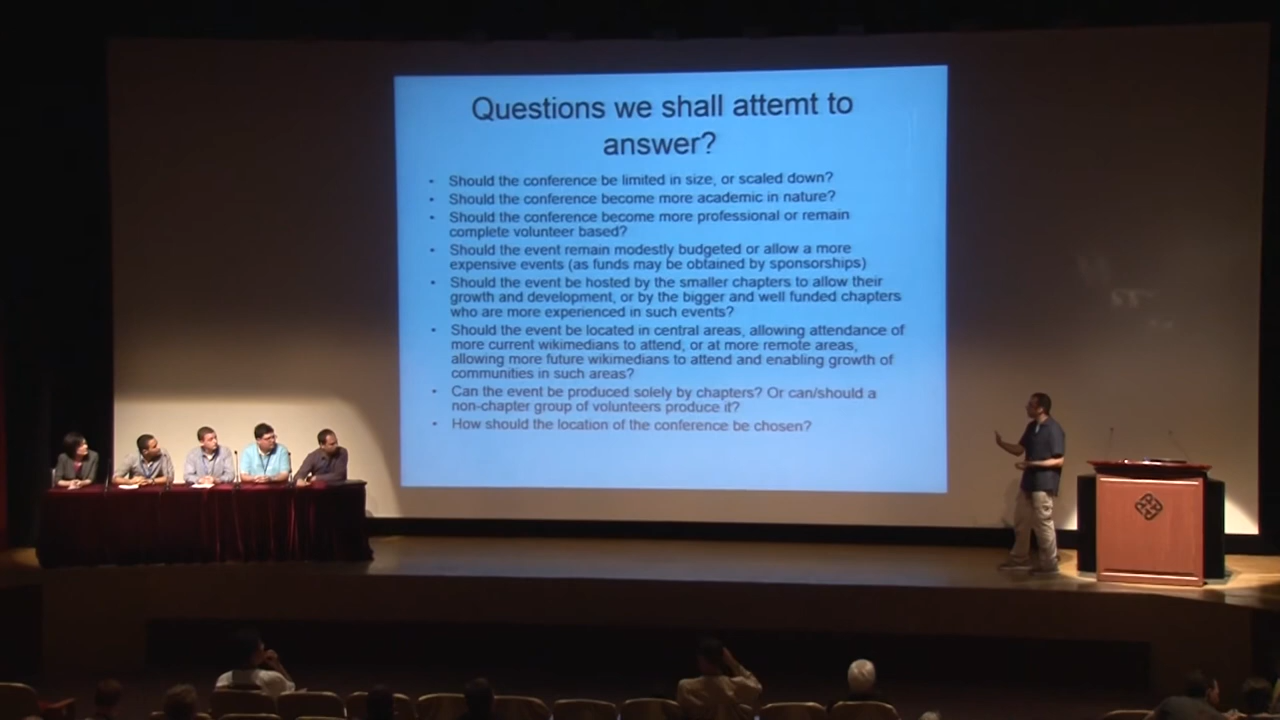 Questions we shall attemt to
answer?
• Should the conference be limited in size, or scaled down?
• Should the conference become more academic in nature?
• Should the conference become more professional or remain
complete volunteer based?
• Should the event remain modestly budgeted or allow a more
expensive events (as funds may be obtained by sponsorships)
• Should the event be hosted by the smaller chapters to allow their
growth and development, or by the bigger and well funded chapters
who are more experienced in such events?
• Should the event be located in central areas, allowing attendance of
more current wikimedians to attend, or at more remote areas,
allowing more future wikimedians to attend and enabling growth of
communities in such areas?
• Can the event be produced solely by chapters? Or can/should a
non-chapter group of volunteers produce it?
• How should the location of the conference be chosen?